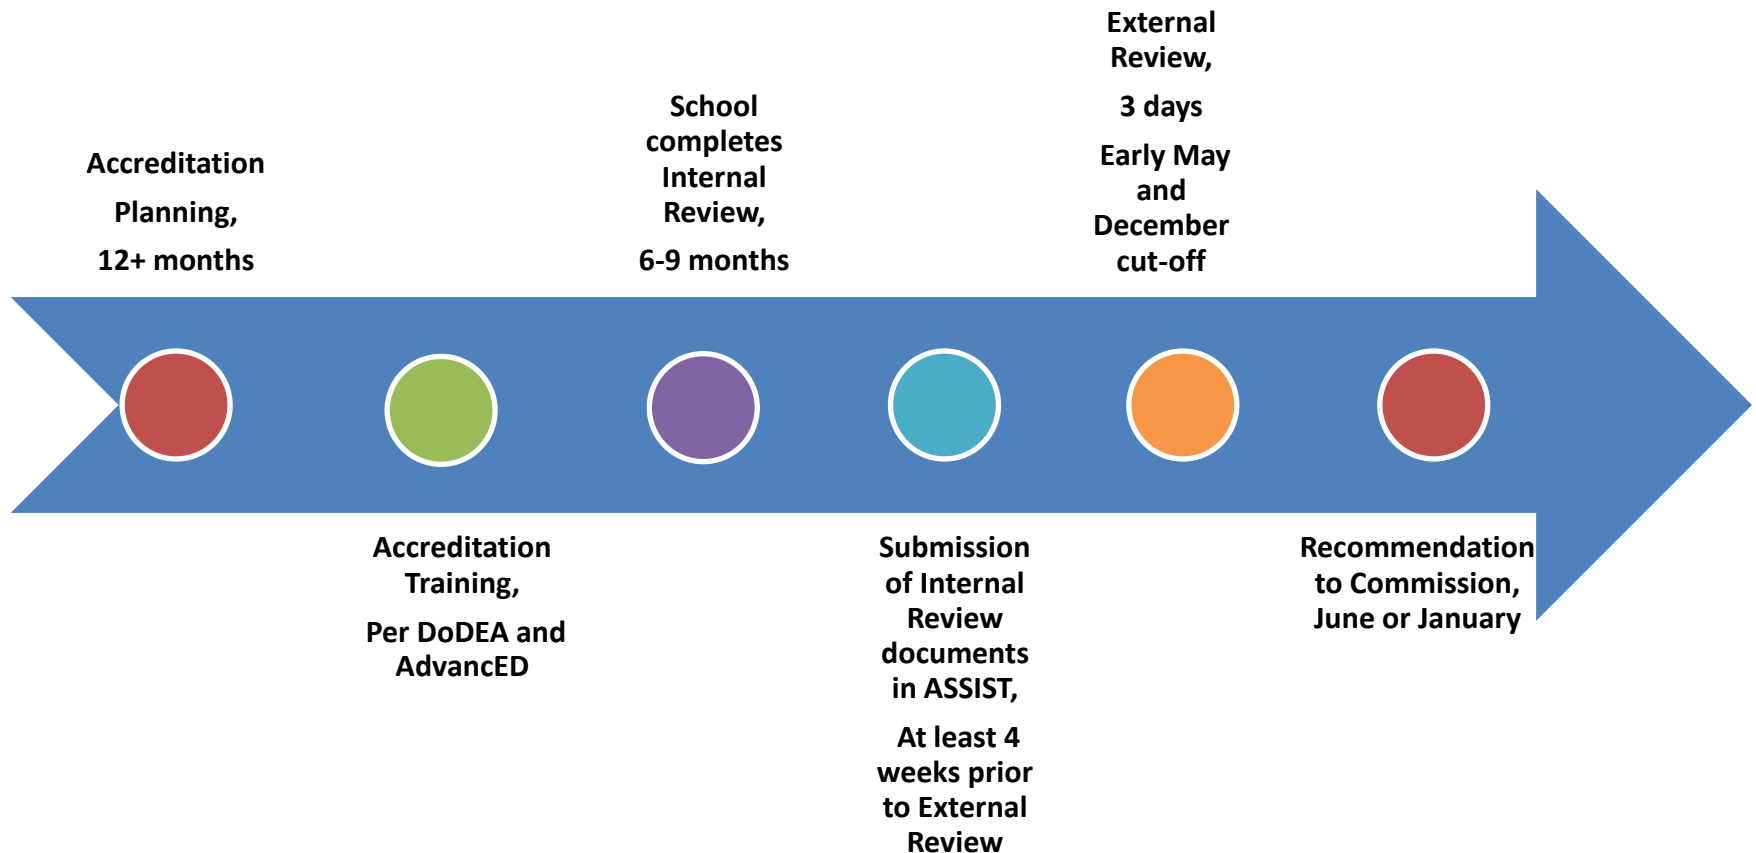 Accreditation
Planning,
12+ months
Accreditation
Training,
Per DoDEA and
AdvancED
School
completes
Internal
Review,
6-9 months
Submission
of Internal
Review
documents
in ASSIST,
At least 4
weeks prior
to External
Review
External
Review,
3 days
Early May
and
December
cut-off
Recommendation
to Commission,
June or January